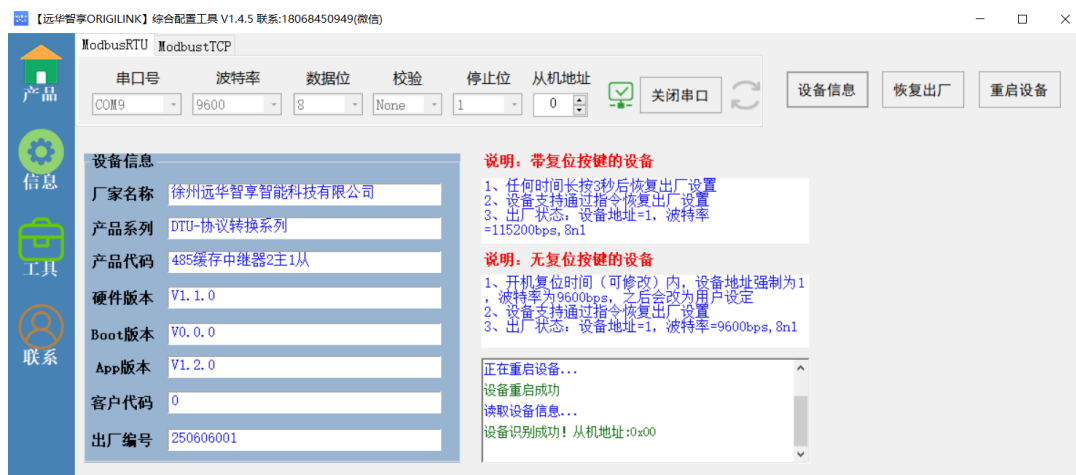 【远华智享ORIGILINK】综合配置工具 V1.4.5 联系:18068450949(微信)
ModbusRTU ModbustTCP
产品
信息
工具
联系
串口号 波特率 数据位 校验 停止位 从机地址
COM9 9600 8 None 1 0 关闭串口
设备信息 恢复出厂 重启设备
设备信息
厂家名称 徐州远华智享智能科技有限公司
产品系列 DTU-协议转换系列
产品代码 485缓存中继器2主1从
硬件版本 V1.1.0
Boot版本 V0.0.0
App版本 V1.2.0
客户代码 0
出厂编号 250606001
说明：带复位按键的设备
1、任何时间长按3秒后恢复出厂设置
2、设备支持通过指令恢复出厂设置
3、出厂状态：设备地址=1，波特率
=115200bps,8n1
说明：无复位按键的设备
1、开机复位时间（可修改）内，设备地址强制为1
，波特率为9600bps，之后会改为用户设定
2、设备支持通过指令恢复出厂设置
3、出厂状态：设备地址=1，波特率=9600bps,8n1
正在重启设备...
设备重启成功
读取设备信息...
设备识别成功！从机地址:0x00